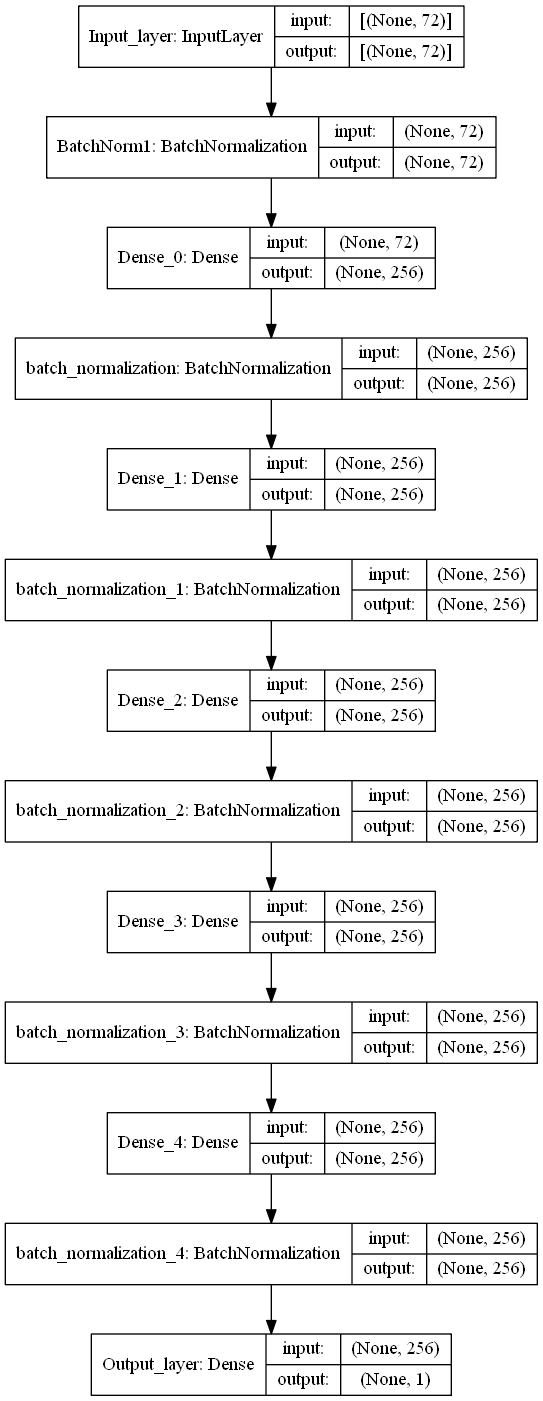 Input_layer: InputLayer
input: [(None, 72)]
output: [(None, 72)]
BatchNorm1: BatchNormalization
input: (None, 72)
output: (None, 72)
Dense_0: Dense
input: (None, 72)
output: (None, 256)
batch_normalization: BatchNormalization
input: (None, 256)
output: (None, 256)
Dense_1: Dense
input: (None, 256)
output: (None, 256)
batch_normalization_1: BatchNormalization
input: (None, 256)
output: (None, 256)
Dense_2: Dense
input: (None, 256)
output: (None, 256)
batch_normalization_2: BatchNormalization
input: (None, 256)
output: (None, 256)
Dense_3: Dense
input: (None, 256)
output: (None, 256)
batch_normalization_3: BatchNormalization
input: (None, 256)
output: (None, 256)
Dense_4: Dense
input: (None, 256)
output: (None, 256)
batch_normalization_4: BatchNormalization
input: (None, 256)
output: (None, 256)
Output_layer: Dense
input: (None, 256)
output: (None, 1)